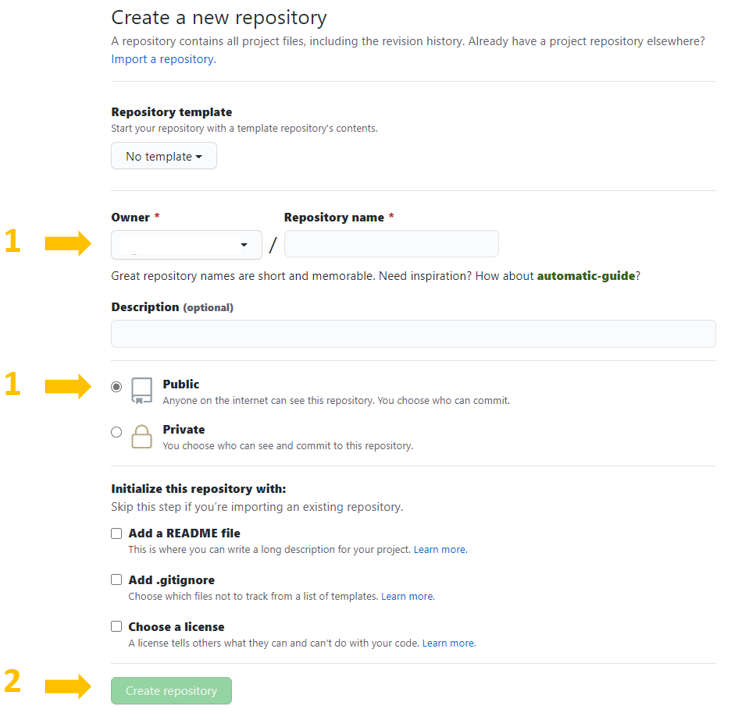 Create a new repository
A repository contains all project files, including the revision history. Already have a project repository elsewhere?
Import a repository.
Repository template
Start your repository with a template repository's contents.
No template
1
Owner * Repository name *
/
Great repository names are short and memorable. Need inspiration? How about automatic-guide?
Description (optional)
1
Public
Anyone on the internet can see this repository. You choose who can commit.
Private
You choose who can see and commit to this repository.
Initialize this repository with:
Skip this step if you're importing an existing repository.
Add a README file
This is where you can write a long description for your project. Learn more.
Add .gitignore
Choose which files not to track from a list of templates. Learn more.
Choose a license
A license tells others what they can and can't do with your code. Learn more.
2
Create repository